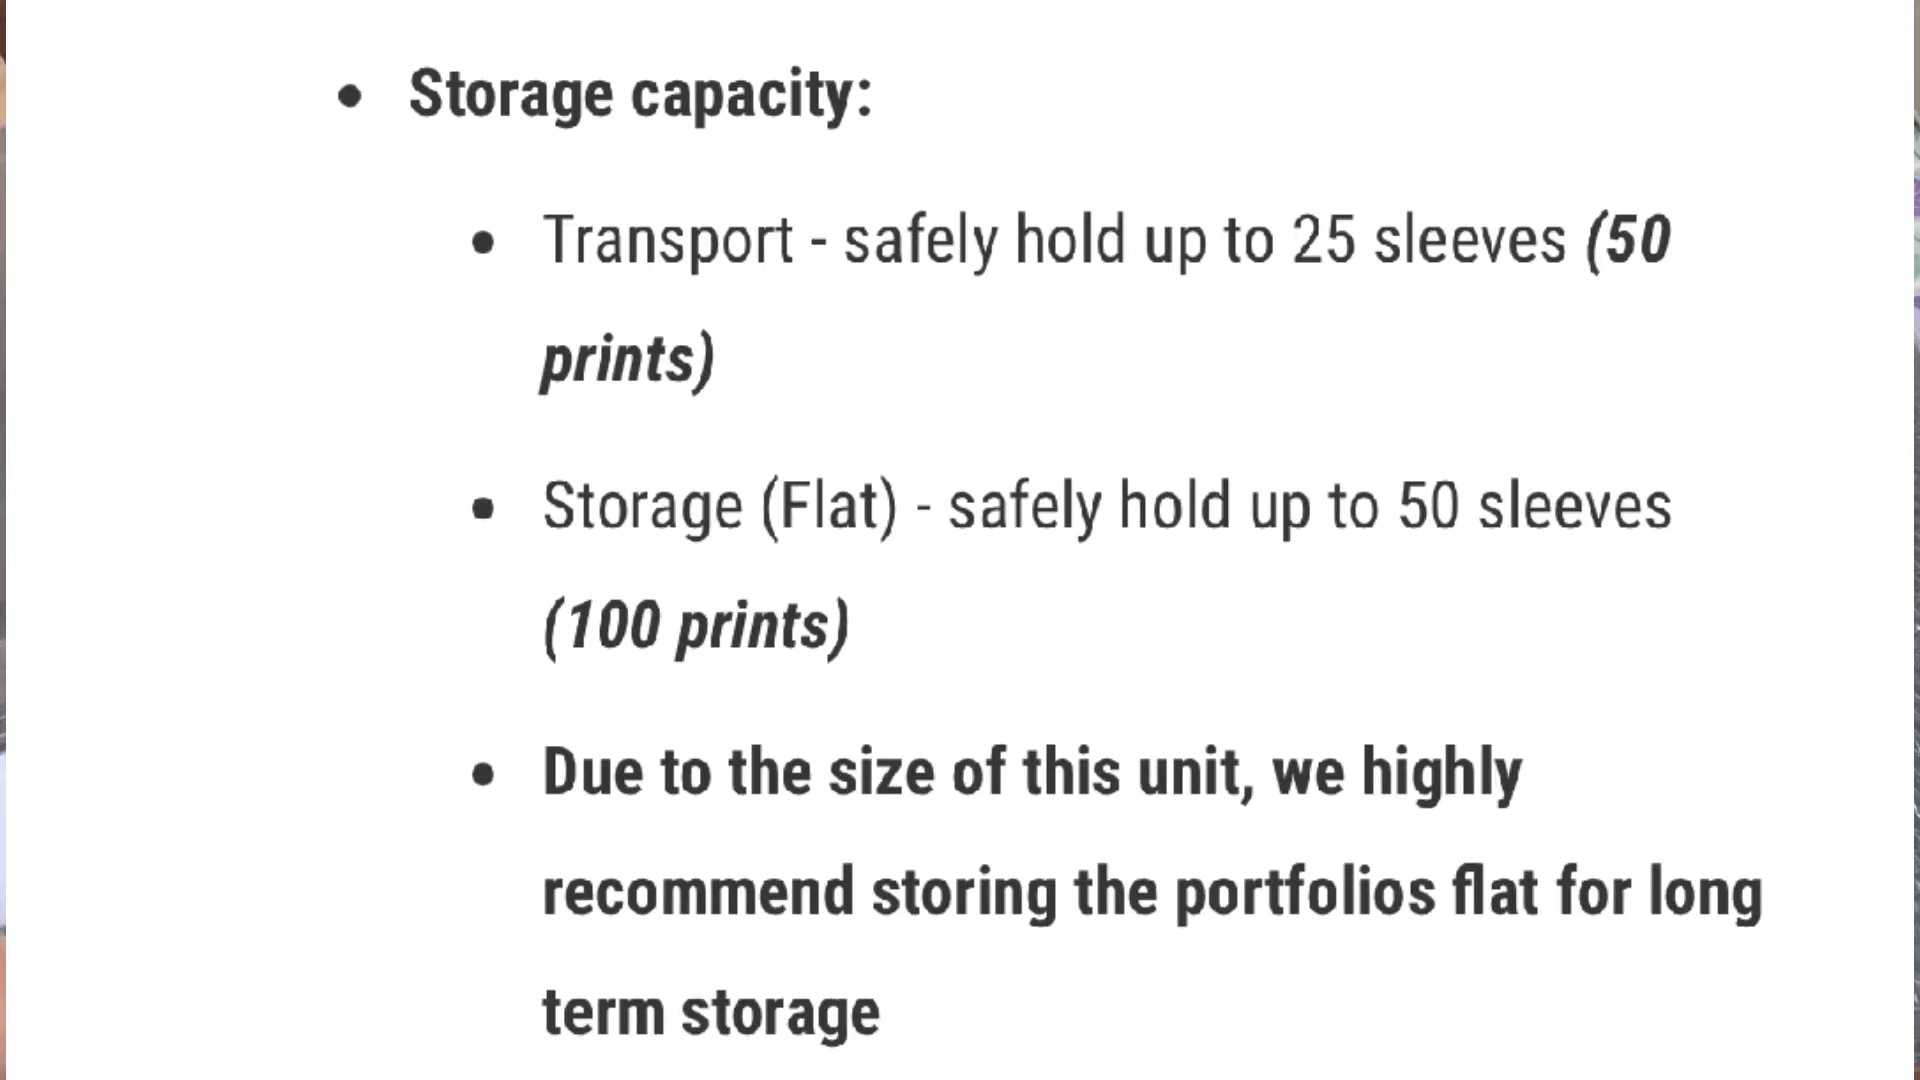 Storage capacity:
Transport - safely hold up to 25 sleeves (50
prints)
Storage (Flat) - safely hold up to 50 sleeves
(100 prints)
Due to the size of this unit, we highly
recommend storing the portfolios flat for long
term storage